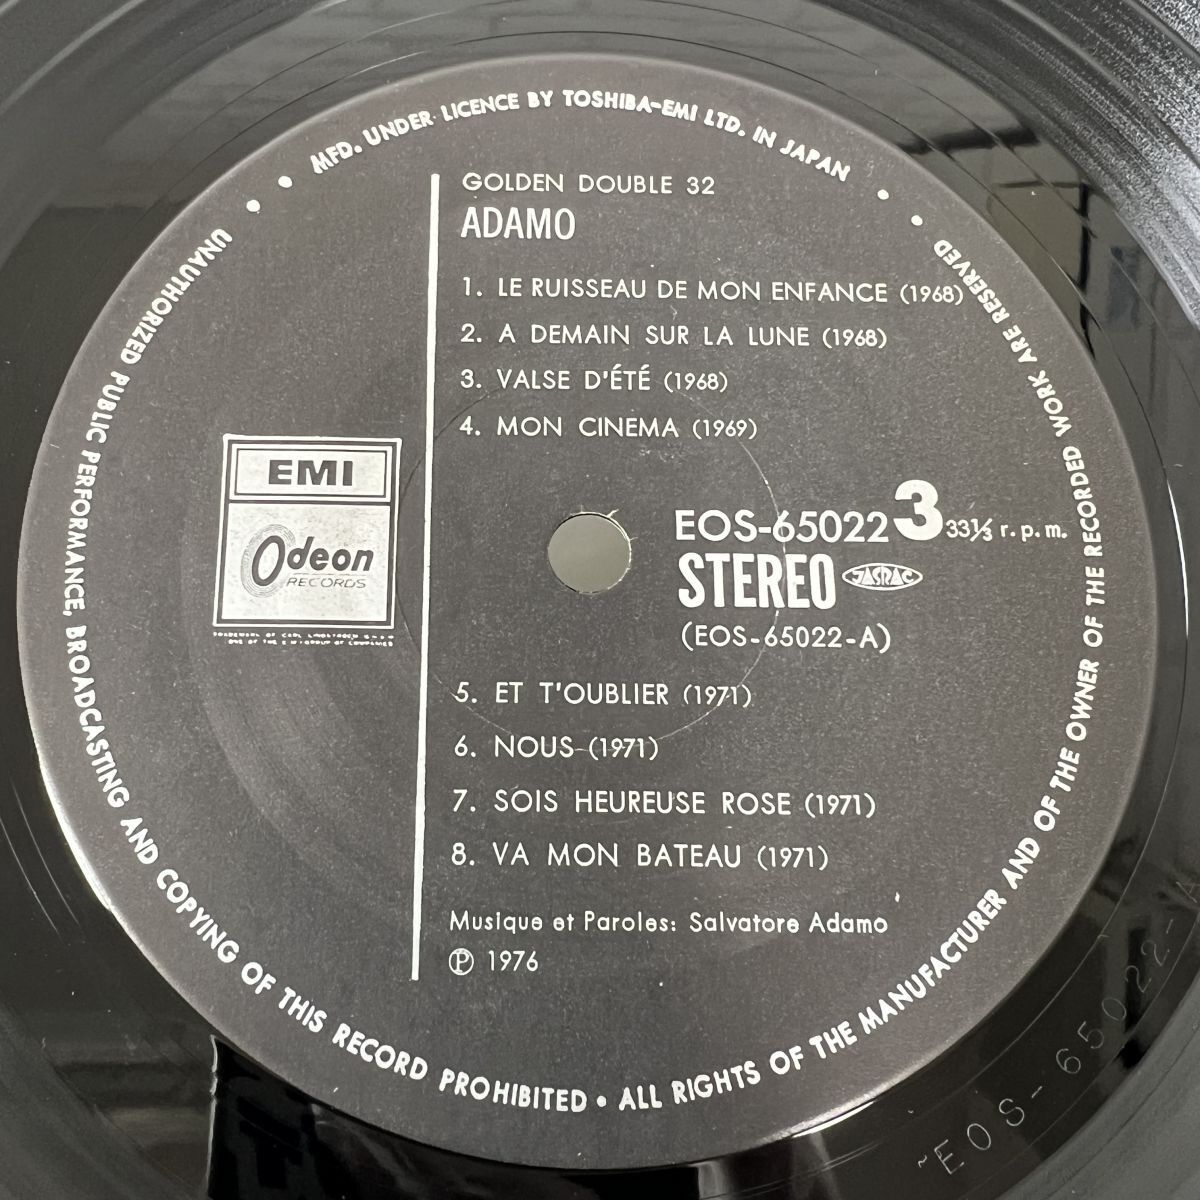 MFD. UNDER LICENCE BY TOSHIBA-EMI LTD. IN JAPAN
GOLDEN DOUBLE 32
ADAMO
1. LE RUISSEAU DE MON ENFANCE (1968)
2. A DEMAIN SUR LA LUNE (1968)
3. VALSE D'ÉTÉ (1968)
4. MON CINEMA (1969)
EMI
Odeon
RECORDS
EOS-65022 3 33⅓ r.p.m.
STEREO JASRAC
(EOS-65022-A)
5. ET T'OUBLIER (1971)
6. NOUS (1971)
7. SOIS HEUREUSE ROSE (1971)
8. VA MON BATEAU (1971)
Musique et Paroles: Salvatore Adamo
Ⓟ 1976
UNAUTHORIZED PUBLIC PERFORMANCE, BROADCASTING AND COPYING OF THIS RECORD PROHIBITED • ALL RIGHTS OF THE MANUFACTURER AND OF THE OWNER OF THE RECORDED WORK ARE RESERVED
EOS-65022-